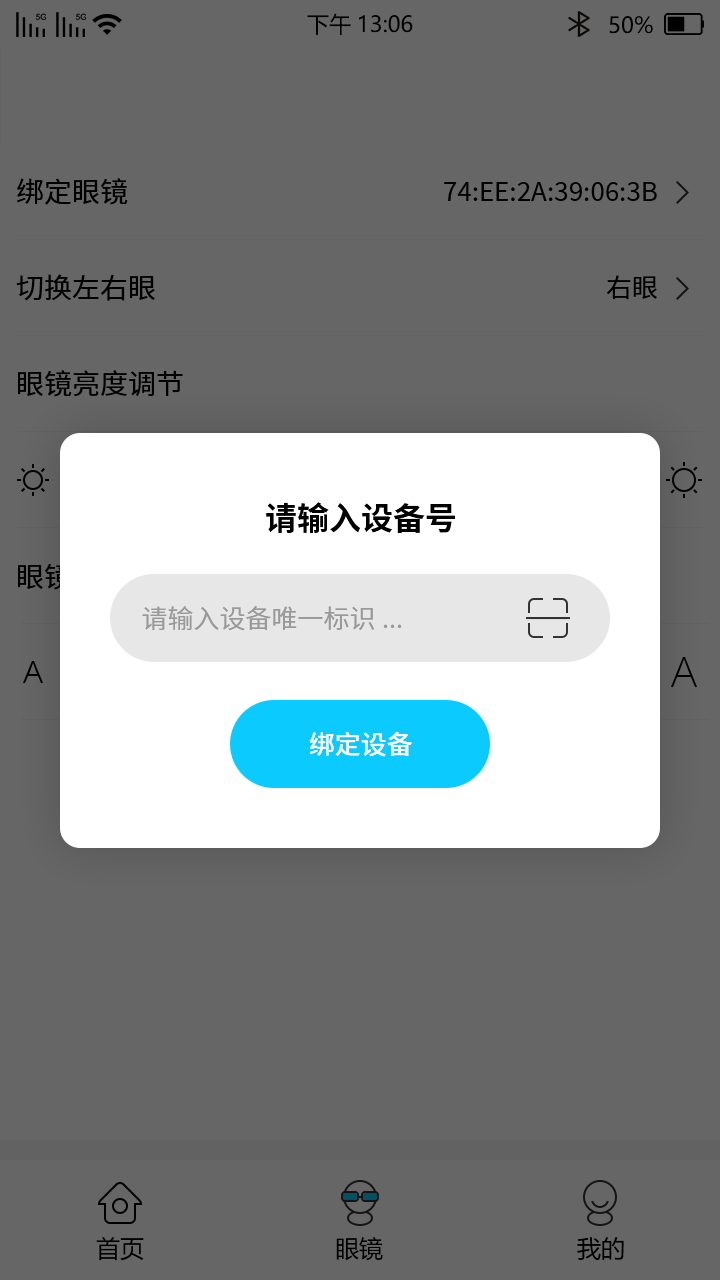 5G 5G 下午 13:06 50%
绑定眼镜 74:EE:2A:39:06:3B
切换左右眼 右眼
眼镜亮度调节
请输入设备号
眼镜
请输入设备唯一标识 ...
A A
绑定设备
首页 眼镜 我的